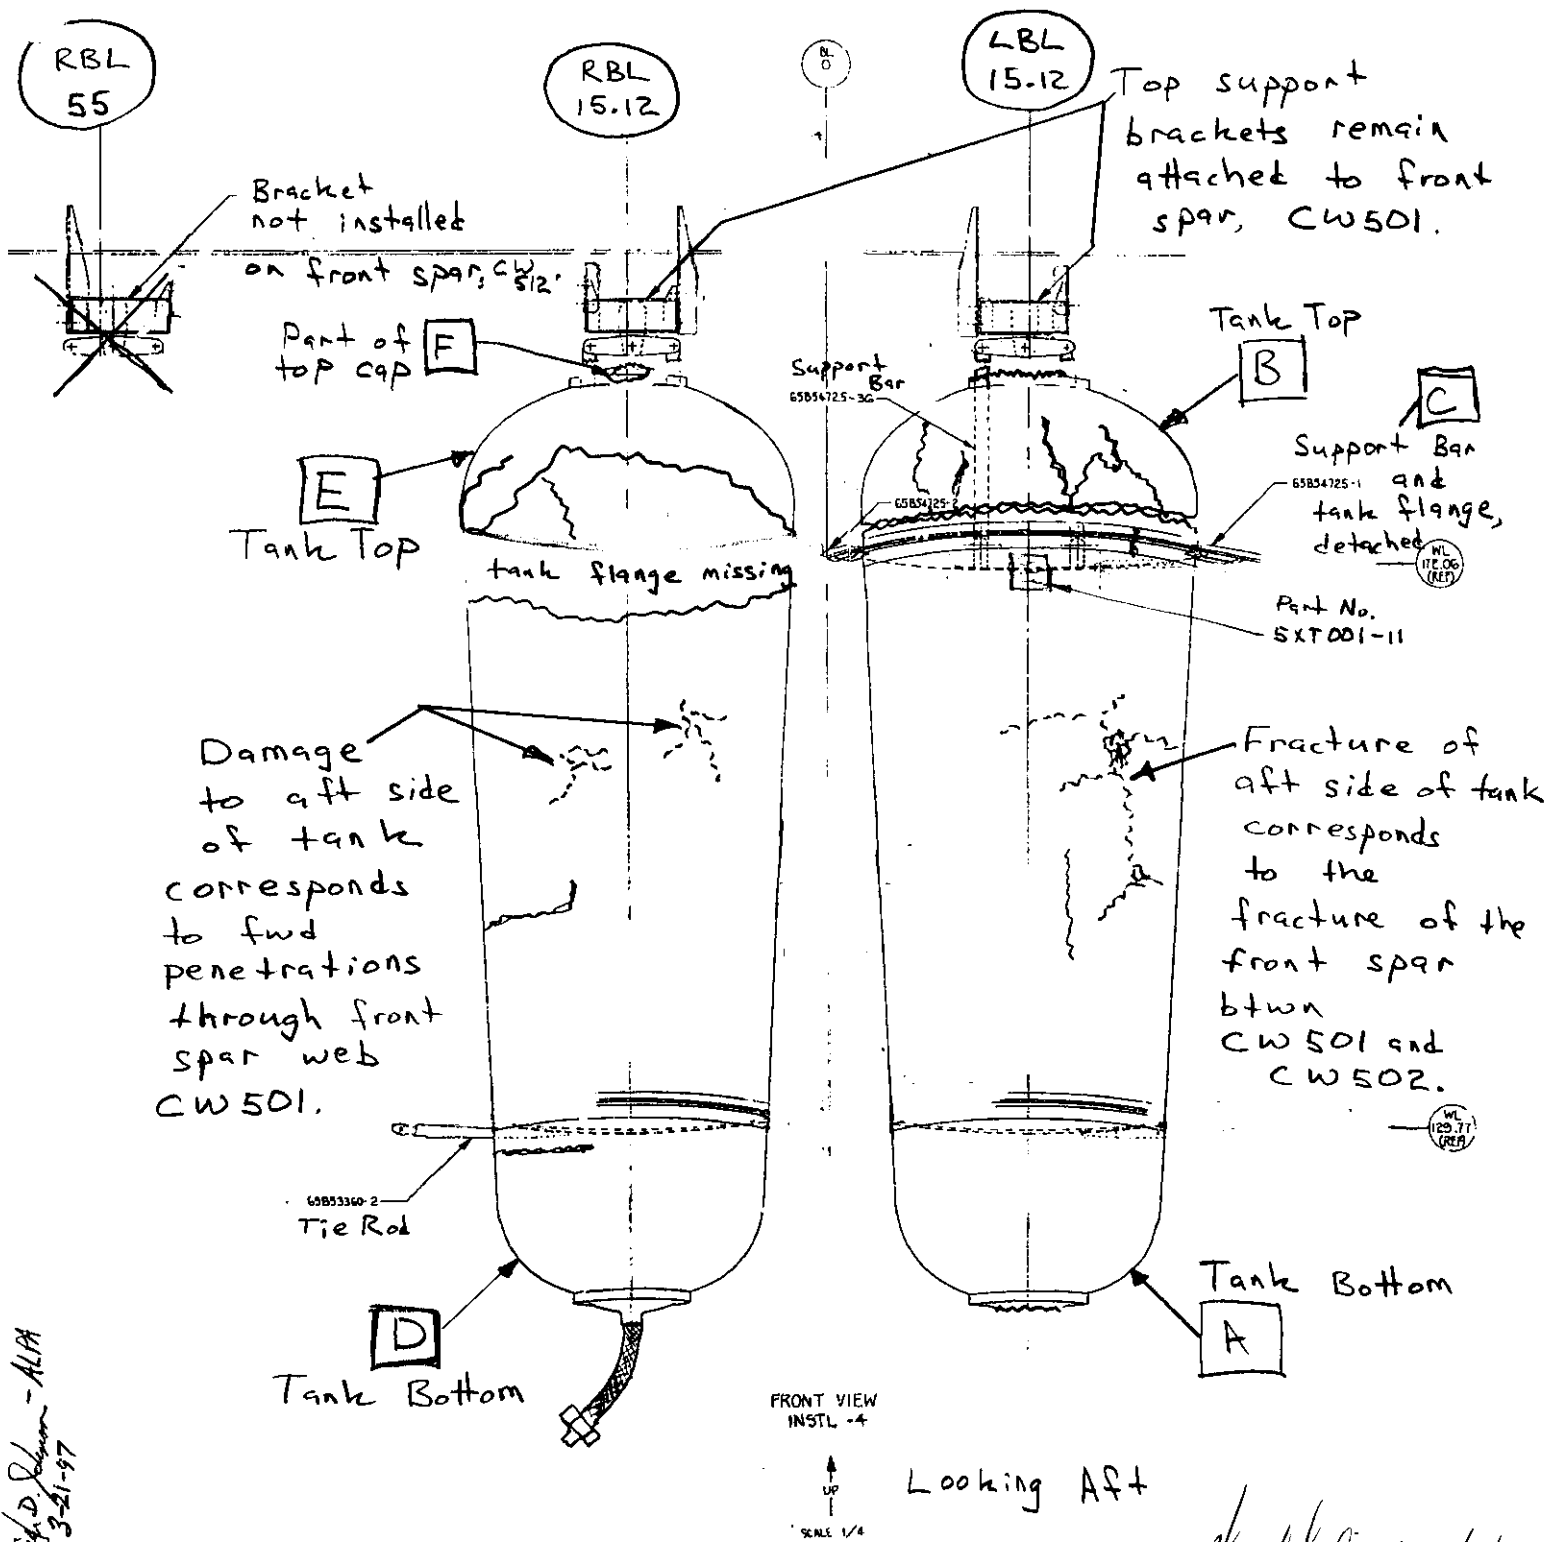 RBL
55
RBL
15.12
BL
0
LBL
15.12
Top support
brackets remain
attached to front
spar, CW501.
Bracket
not installed
on front spar, CW
512.
Part of
top cap
F
Support
Bar
65B54725-3G
Tank Top
B
C
Support Bar
65B54725-1 and
tank flange,
detached
65B54725-2
WL
(REF)
E
Tank Top
tank flange missing
Part No.
5XT001-11
Damage
to aft side
of tank
corresponds
to fwd
penetrations
through front
spar web
CW501.
Fracture of
aft side of tank
corresponds
to the
fracture of the
front spar
btwn
CW501 and
CW502.
WL
129.77
(REF)
65B53360-2
Tie Rod
D
Tank Bottom
Tank Bottom
A
FRONT VIEW
INSTL -4
UP
SCALE 1/4
Looking Aft
- ALPA
3-21-97